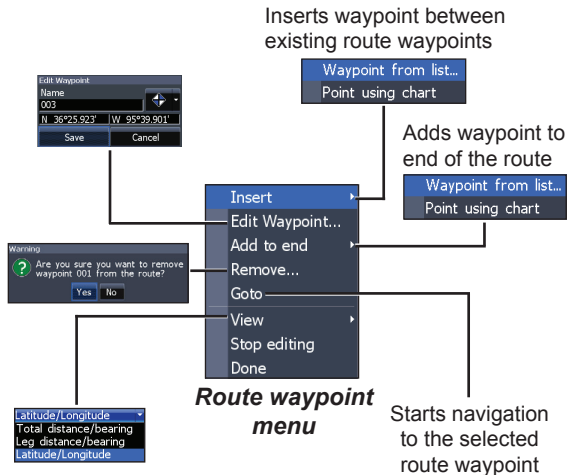 Inserts waypoint between
existing route waypoints
Waypoint from list...
Point using chart
Edit Waypoint
Name
003
N 36°25.923' W 95°39.901'
Save Cancel
Adds waypoint to
end of the route
Waypoint from list...
Point using chart
Insert
Edit Waypoint...
Add to end
Remove...
Goto
View
Stop editing
Done
Warning
Are you sure you want to remove
waypoint 001 from the route?
Yes No
Route waypoint
menu
Latitude/Longitude
Total distance/bearing
Leg distance/bearing
Latitude/Longitude
Starts navigation
to the selected
route waypoint